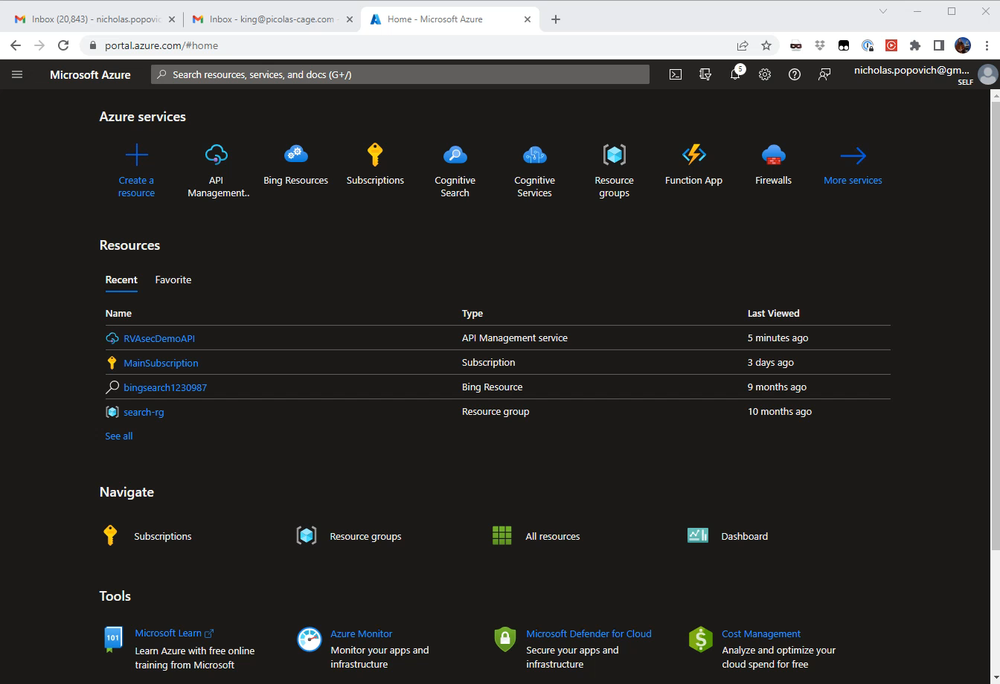 Inbox (20,843) - nicholas.popovic
Inbox - king@picolas-cage.com -
Home - Microsoft Azure
portal.azure.com/#home
Microsoft Azure
Search resources, services, and docs (G+/)
5
nicholas.popovich@gm...
SELF
Azure services
Create a resource
API Management..
Bing Resources
Subscriptions
Cognitive Search
Cognitive Services
Resource groups
Function App
Firewalls
More services
Resources
Recent Favorite
Name Type Last Viewed
RVAsecDemoAPI API Management service 5 minutes ago
MainSubscription Subscription 3 days ago
bingsearch1230987 Bing Resource 9 months ago
search-rg Resource group 10 months ago
See all
Navigate
Subscriptions Resource groups All resources Dashboard
Tools
101
Microsoft Learn
Learn Azure with free online
training from Microsoft
Azure Monitor
Monitor your apps and
infrastructure
Microsoft Defender for Cloud
Secure your apps and
infrastructure
$
Cost Management
Analyze and optimize your
cloud spend for free